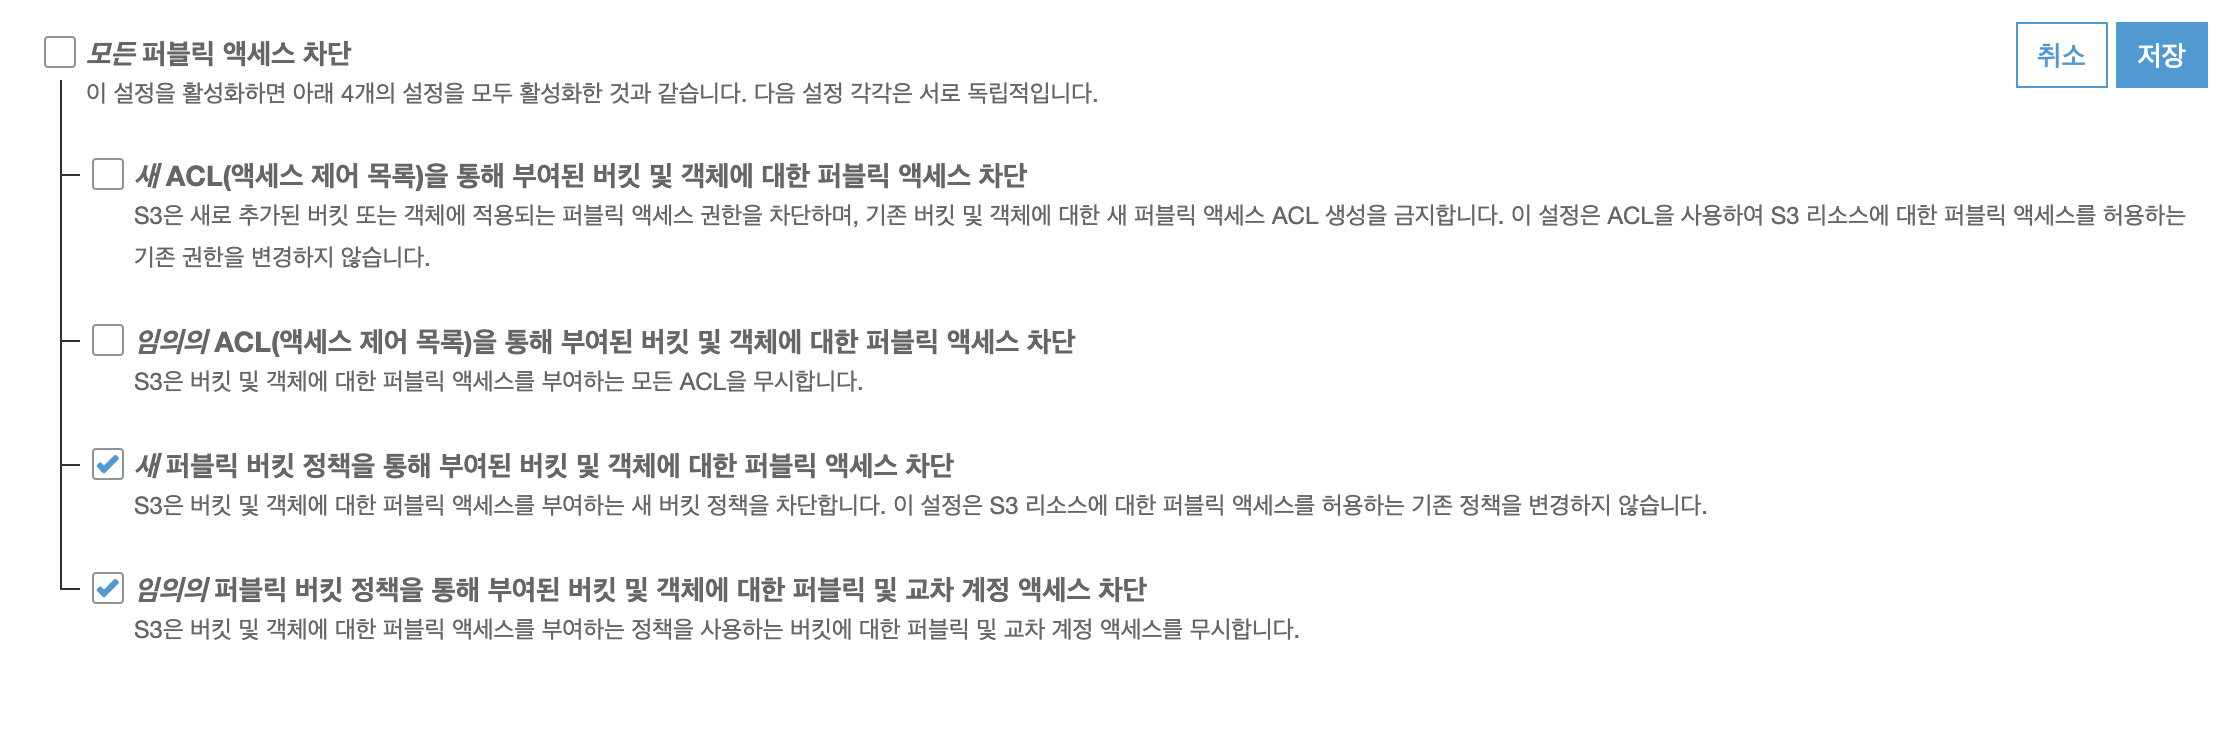 모든 퍼블릭 액세스 차단
취소
저장
이 설정을 활성화하면 아래 4개의 설정을 모두 활성화한 것과 같습니다. 다음 설정 각각은 서로 독립적입니다.
새 ACL(액세스 제어 목록)을 통해 부여된 버킷 및 객체에 대한 퍼블릭 액세스 차단
S3은 새로 추가된 버킷 또는 객체에 적용되는 퍼블릭 액세스 권한을 차단하며, 기존 버킷 및 객체에 대한 새 퍼블릭 액세스 ACL 생성을 금지합니다. 이 설정은 ACL을 사용하여 S3 리소스에 대한 퍼블릭 액세스를 허용하는
기존 권한을 변경하지 않습니다.
임의의 ACL(액세스 제어 목록)을 통해 부여된 버킷 및 객체에 대한 퍼블릭 액세스 차단
S3은 버킷 및 객체에 대한 퍼블릭 액세스를 부여하는 모든 ACL을 무시합니다.
새 퍼블릭 버킷 정책을 통해 부여된 버킷 및 객체에 대한 퍼블릭 액세스 차단
S3은 버킷 및 객체에 대한 퍼블릭 액세스를 부여하는 새 버킷 정책을 차단합니다. 이 설정은 S3 리소스에 대한 퍼블릭 액세스를 허용하는 기존 정책을 변경하지 않습니다.
임의의 퍼블릭 버킷 정책을 통해 부여된 버킷 및 객체에 대한 퍼블릭 및 교차 계정 액세스 차단
S3은 버킷 및 객체에 대한 퍼블릭 액세스를 부여하는 정책을 사용하는 버킷에 대한 퍼블릭 및 교차 계정 액세스를 무시합니다.